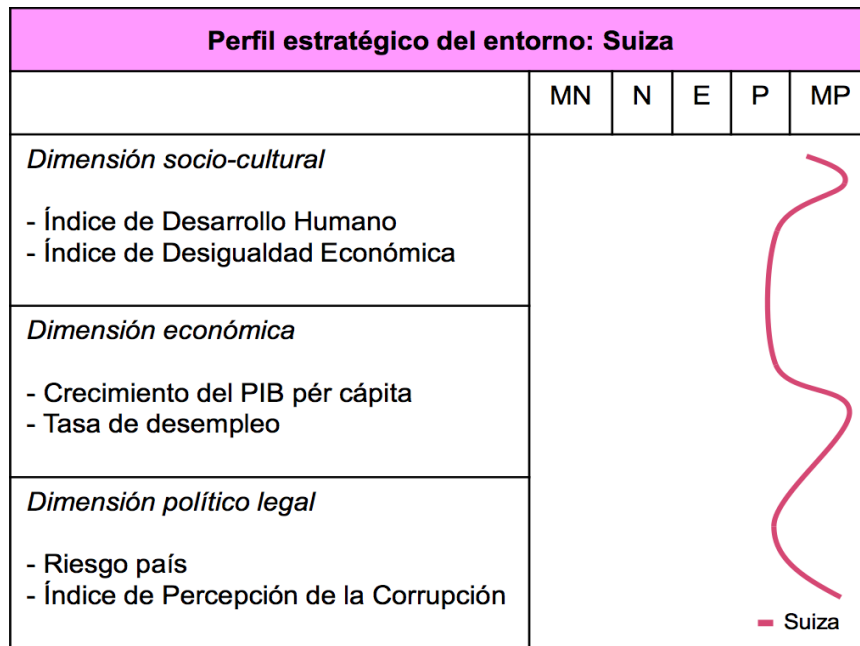 Perfil estratégico del entorno: Suiza
MN N E P MP
Dimensión socio-cultural
- Índice de Desarrollo Humano
- Índice de Desigualdad Económica
Dimensión económica
- Crecimiento del PIB pér cápita
- Tasa de desempleo
Dimensión político legal
- Riesgo país
- Índice de Percepción de la Corrupción
Suiza